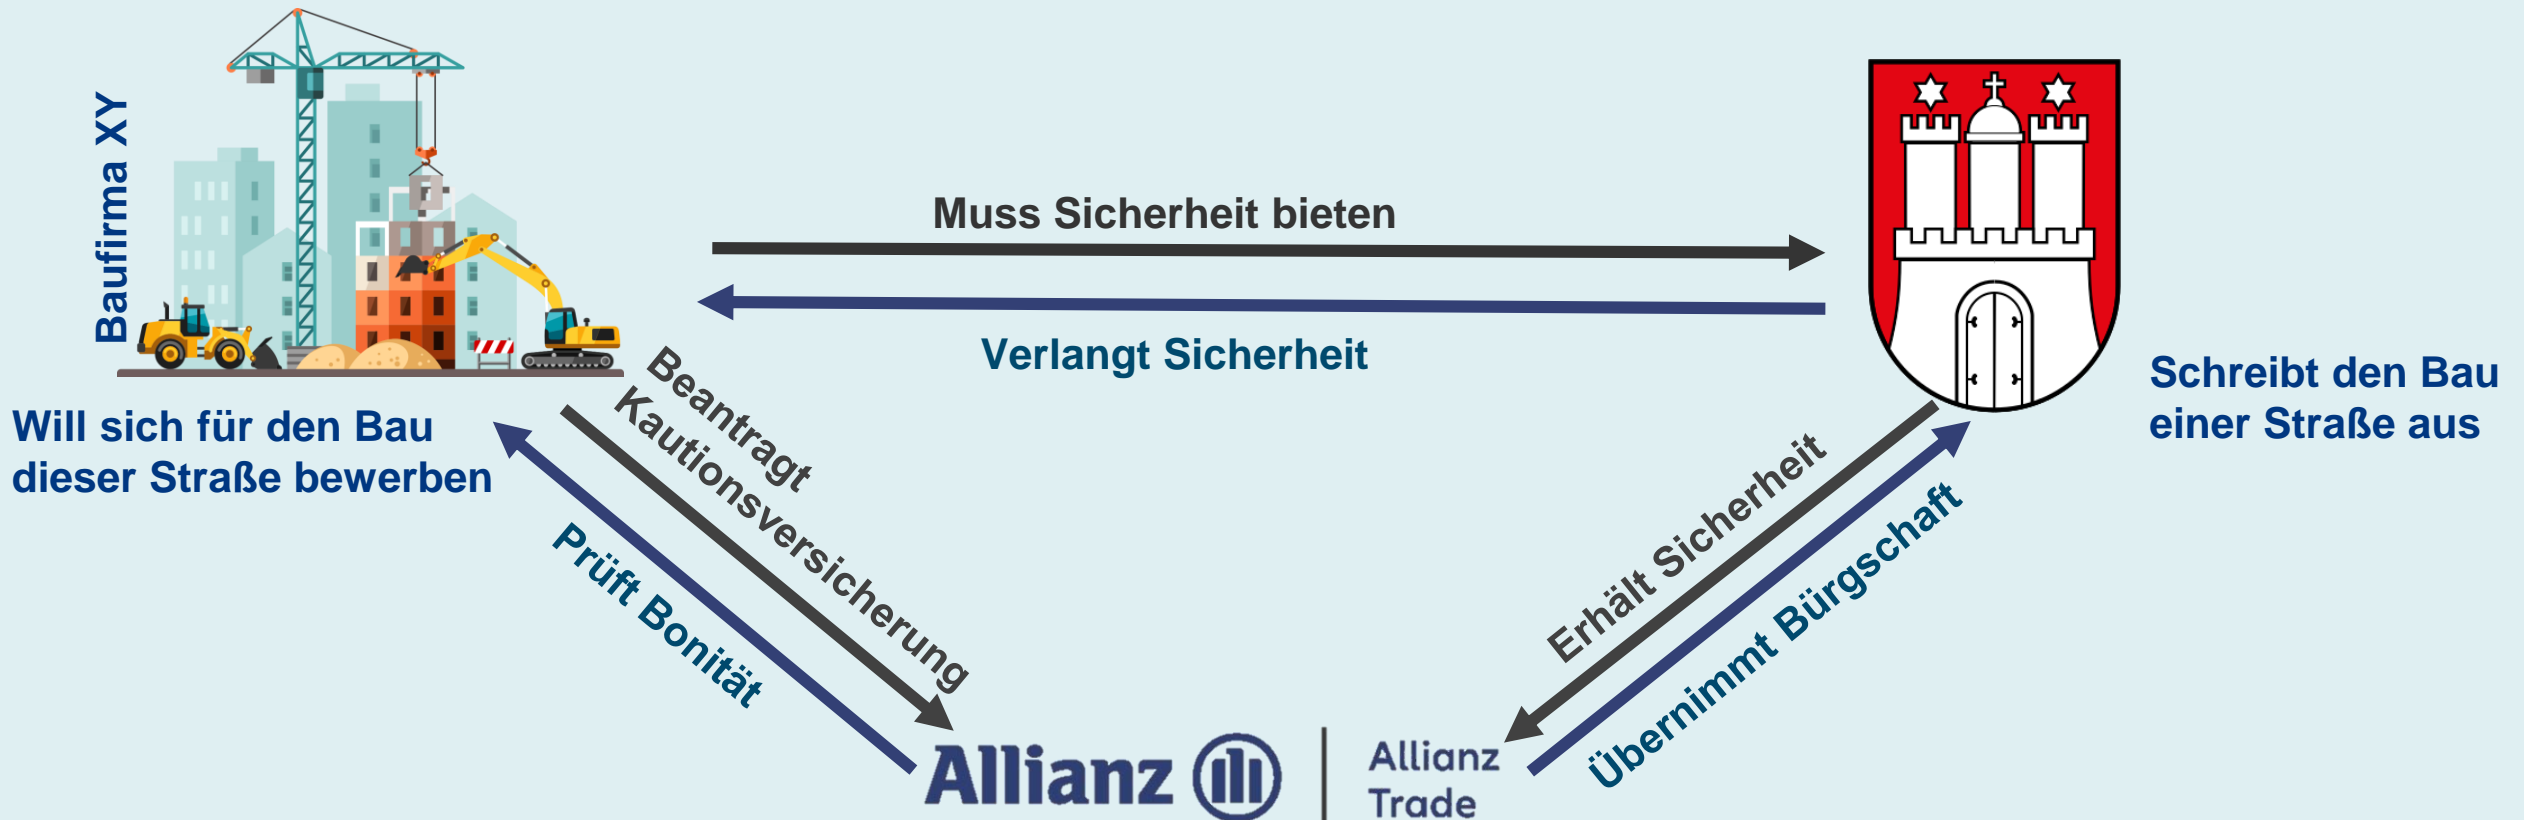 Baufirma XY
Muss Sicherheit bieten
Verlangt Sicherheit
Will sich für den Bau
dieser Straße bewerben
Schreibt den Bau
einer Straße aus
Beantragt
Kautionsversicherung
Prüft Bonität
Erhält Sicherheit
Übernimmt Bürgschaft
Allianz
Allianz
Trade